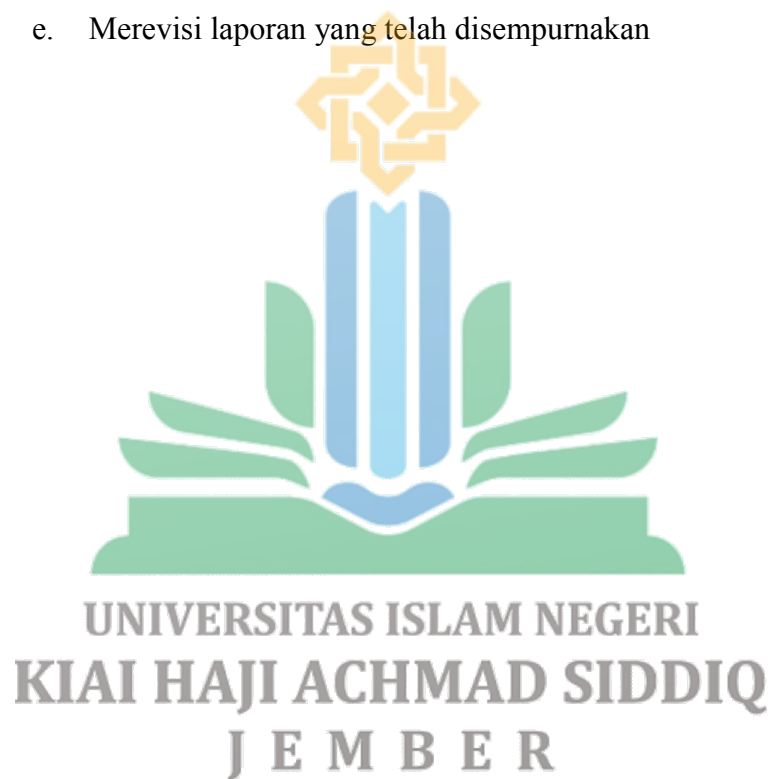 e. Merevisi laporan yang telah disempurnakan
UNIVERSITAS ISLAM NEGERI
KIAI HAJI ACHMAD SIDDIQ
J E M B E R